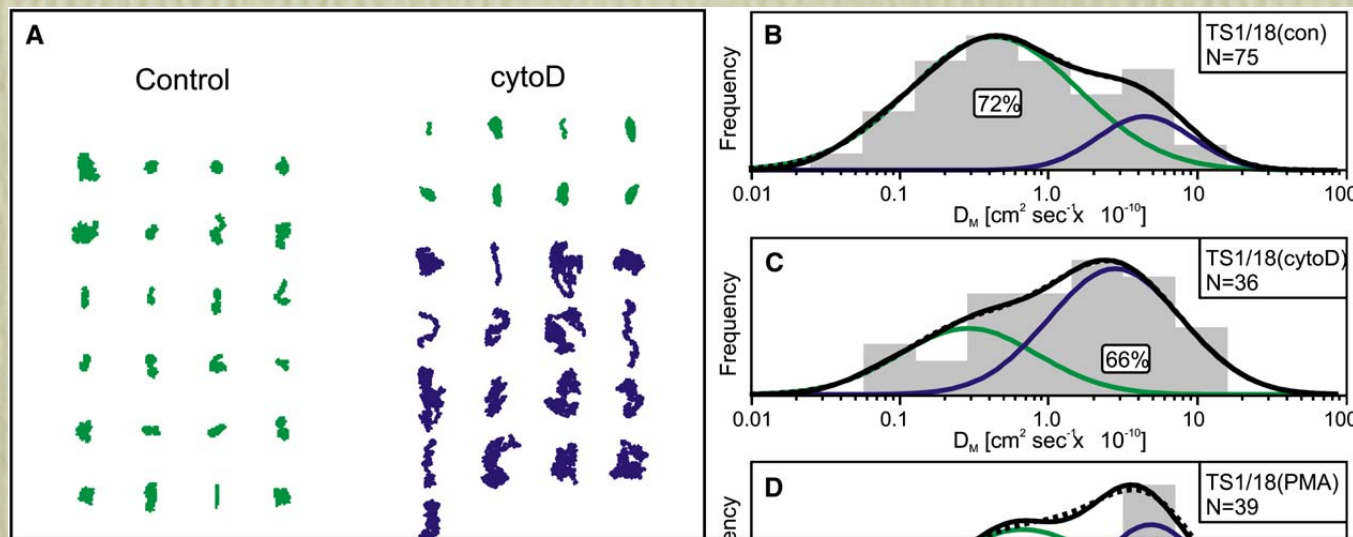 A
Control
cytoD
B
TS1/18(con)
N=75
72%
Frequency
0.01
0.1
1.0
10
100
D_M [cm² sec⁻¹x 10⁻¹⁰]
C
TS1/18(cytoD)
N=36
66%
Frequency
0.01
0.1
1.0
10
100
D_M [cm² sec⁻¹x 10⁻¹⁰]
D
TS1/18(PMA)
N=39